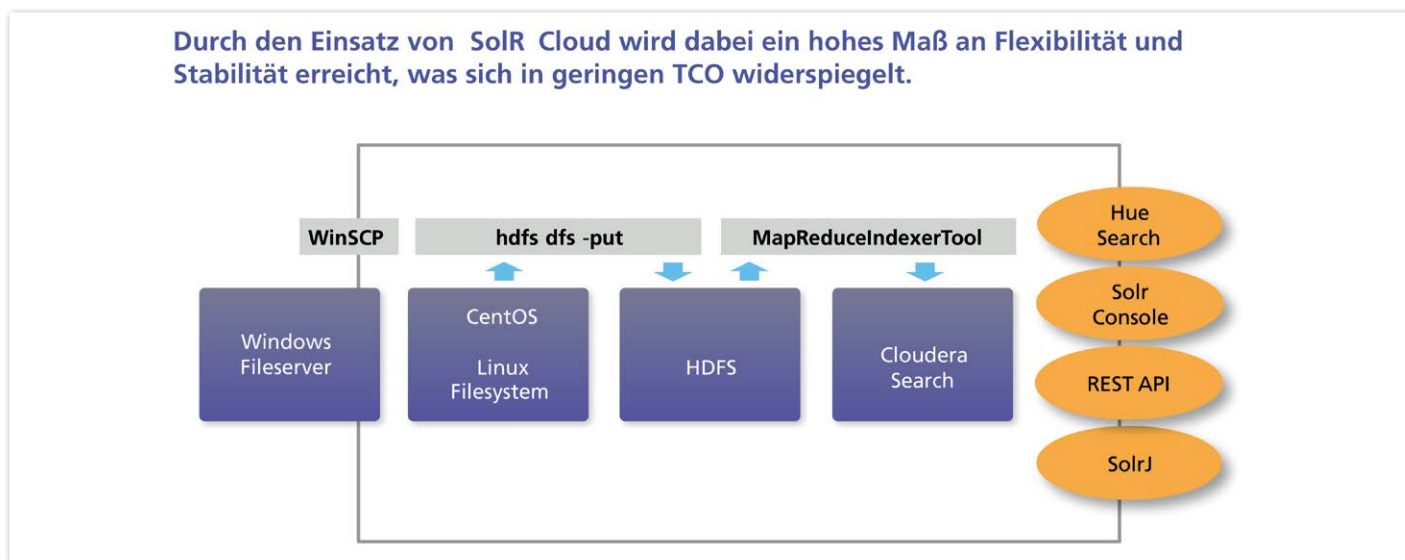 Durch den Einsatz von SolR Cloud wird dabei ein hohes Maß an Flexibilität und
Stabilität erreicht, was sich in geringen TCO widerspiegelt.
WinSCP
hdfs dfs -put
MapReduceIndexerTool
Windows
Fileserver
CentOS
Linux
Filesystem
HDFS
Cloudera
Search
Hue
Search
Solr
Console
REST API
SolrJ